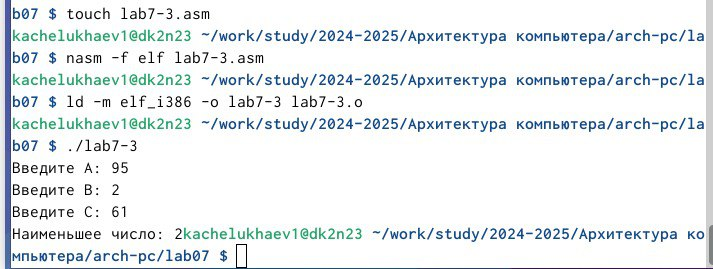 b07 $ touch lab7-3.asm
kachelukhaev1@dk2n23 ~/work/study/2024-2025/Архитектура компьютера/arch-pc/la
b07 $ nasm -f elf lab7-3.asm
kachelukhaev1@dk2n23 ~/work/study/2024-2025/Архитектура компьютера/arch-pc/la
b07 $ ld -m elf_i386 -o lab7-3 lab7-3.o
kachelukhaev1@dk2n23 ~/work/study/2024-2025/Архитектура компьютера/arch-pc/la
b07 $ ./lab7-3
Введите A: 95
Введите B: 2
Введите C: 61
Наименьшее число: 2kachelukhaev1@dk2n23 ~/work/study/2024-2025/Архитектура ко
мпьютера/arch-pc/lab07 $